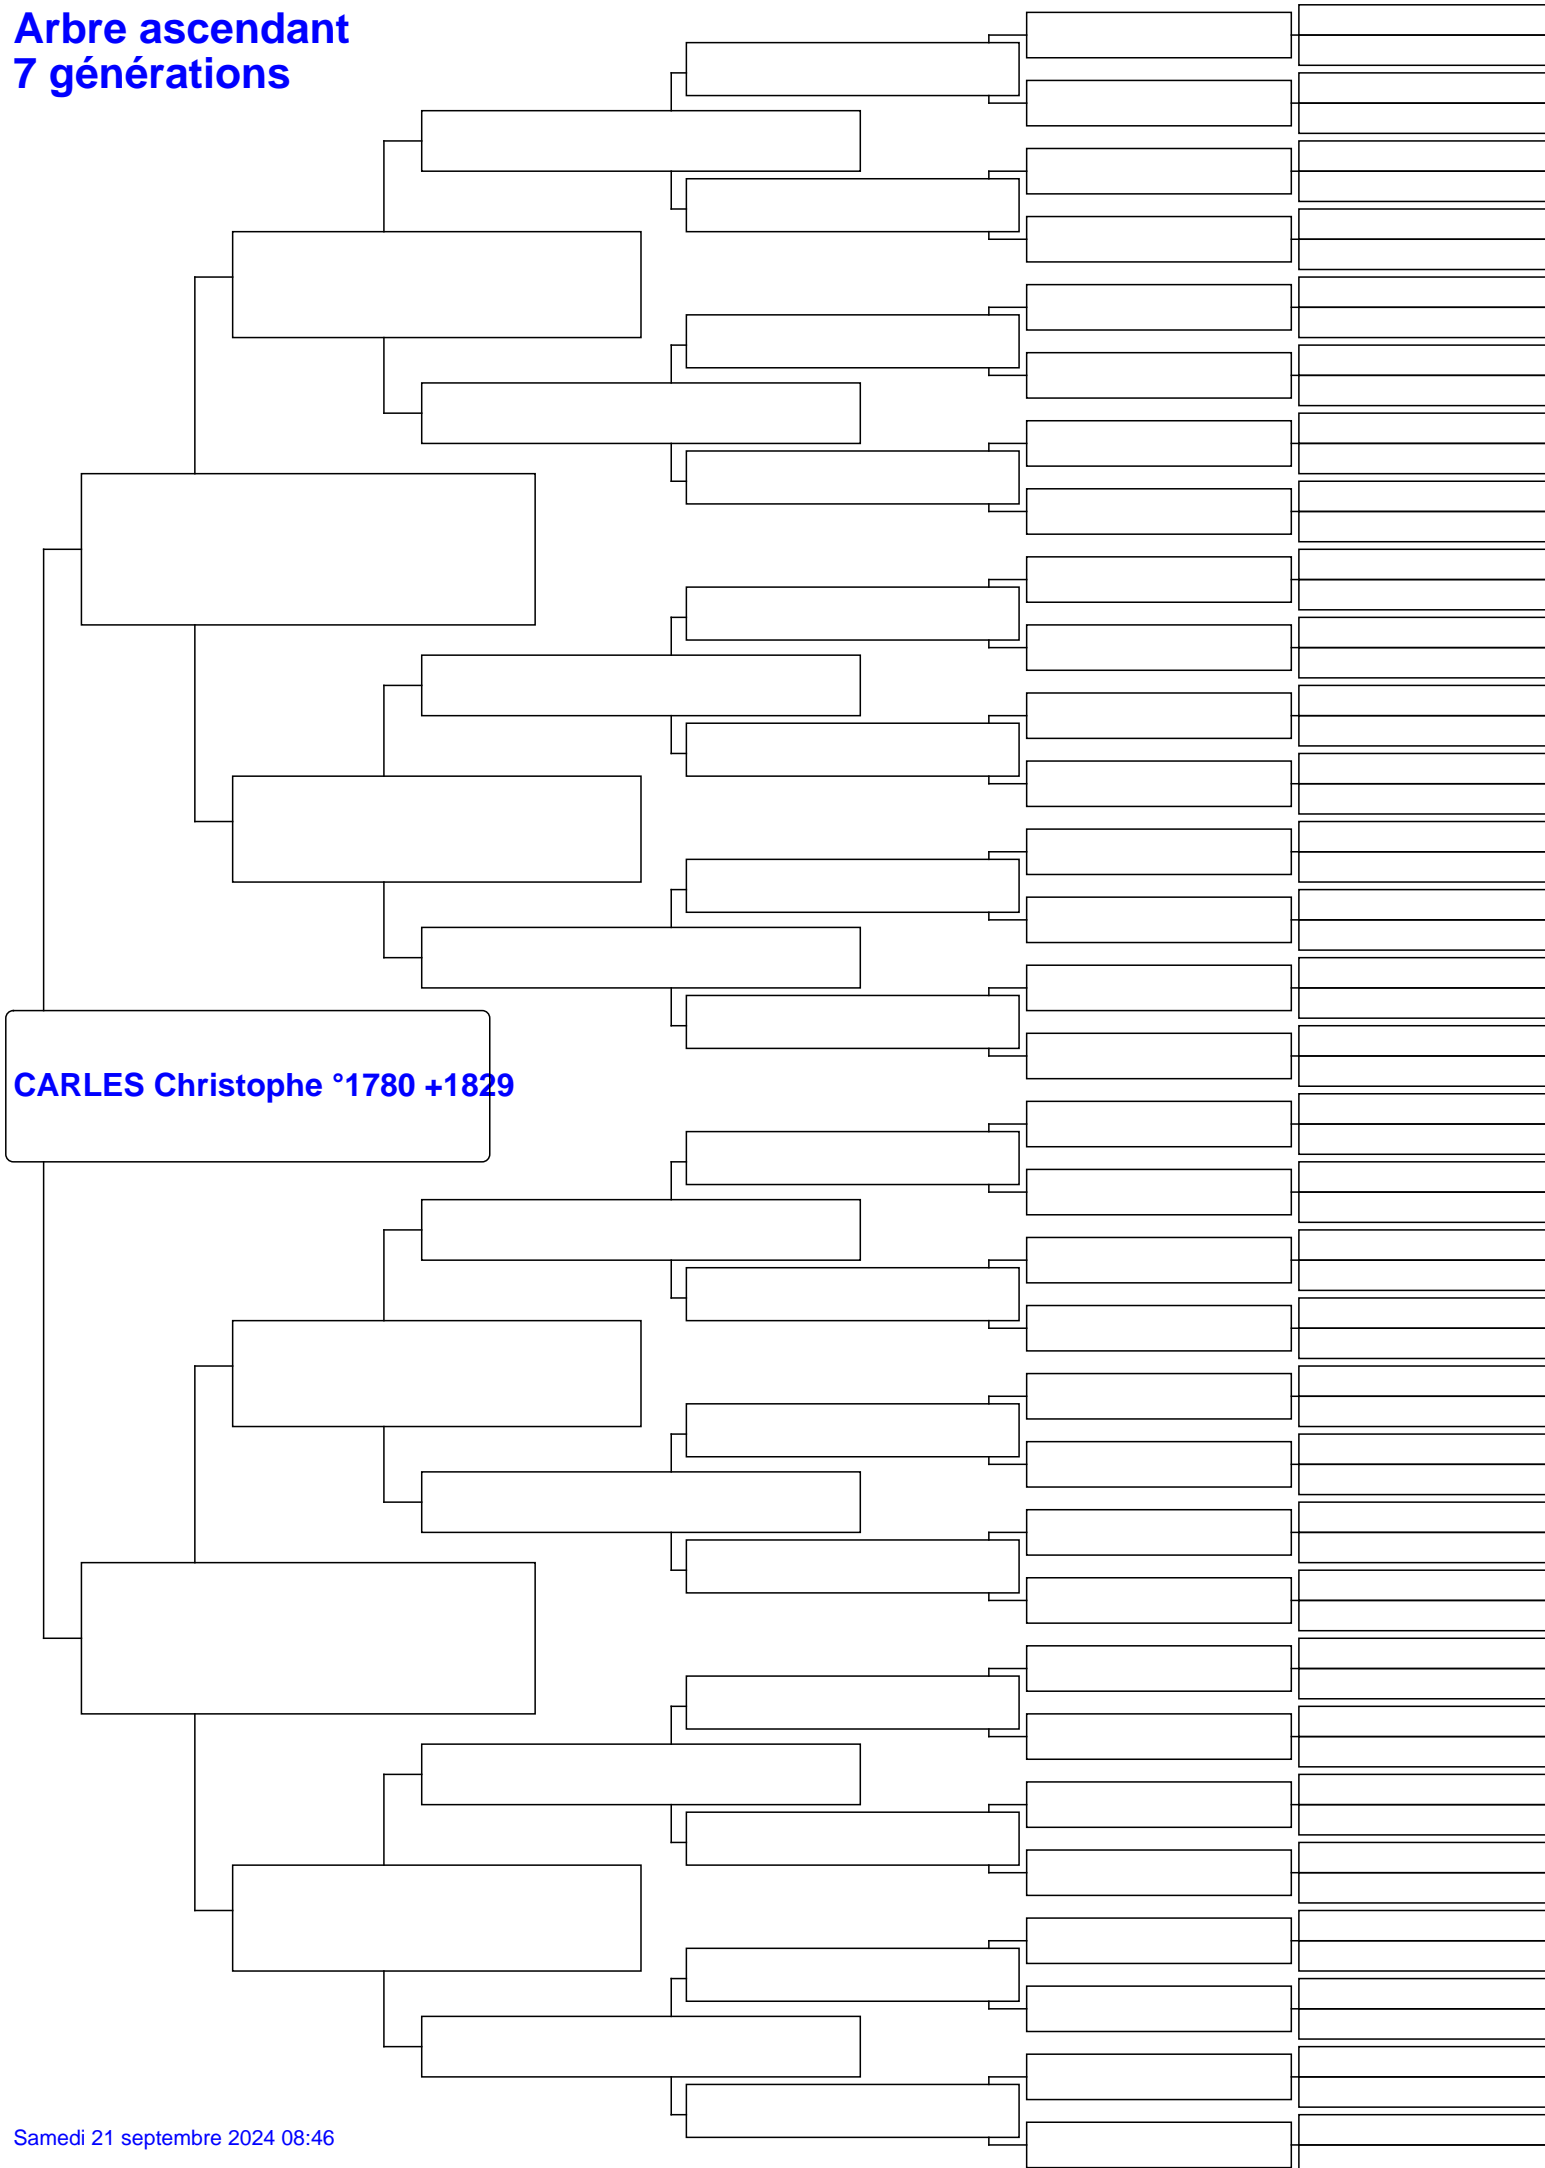 Arbre ascendant
7 générations
CARLES Christophe °1780 +1829
Samedi 21 septembre 2024 08:46